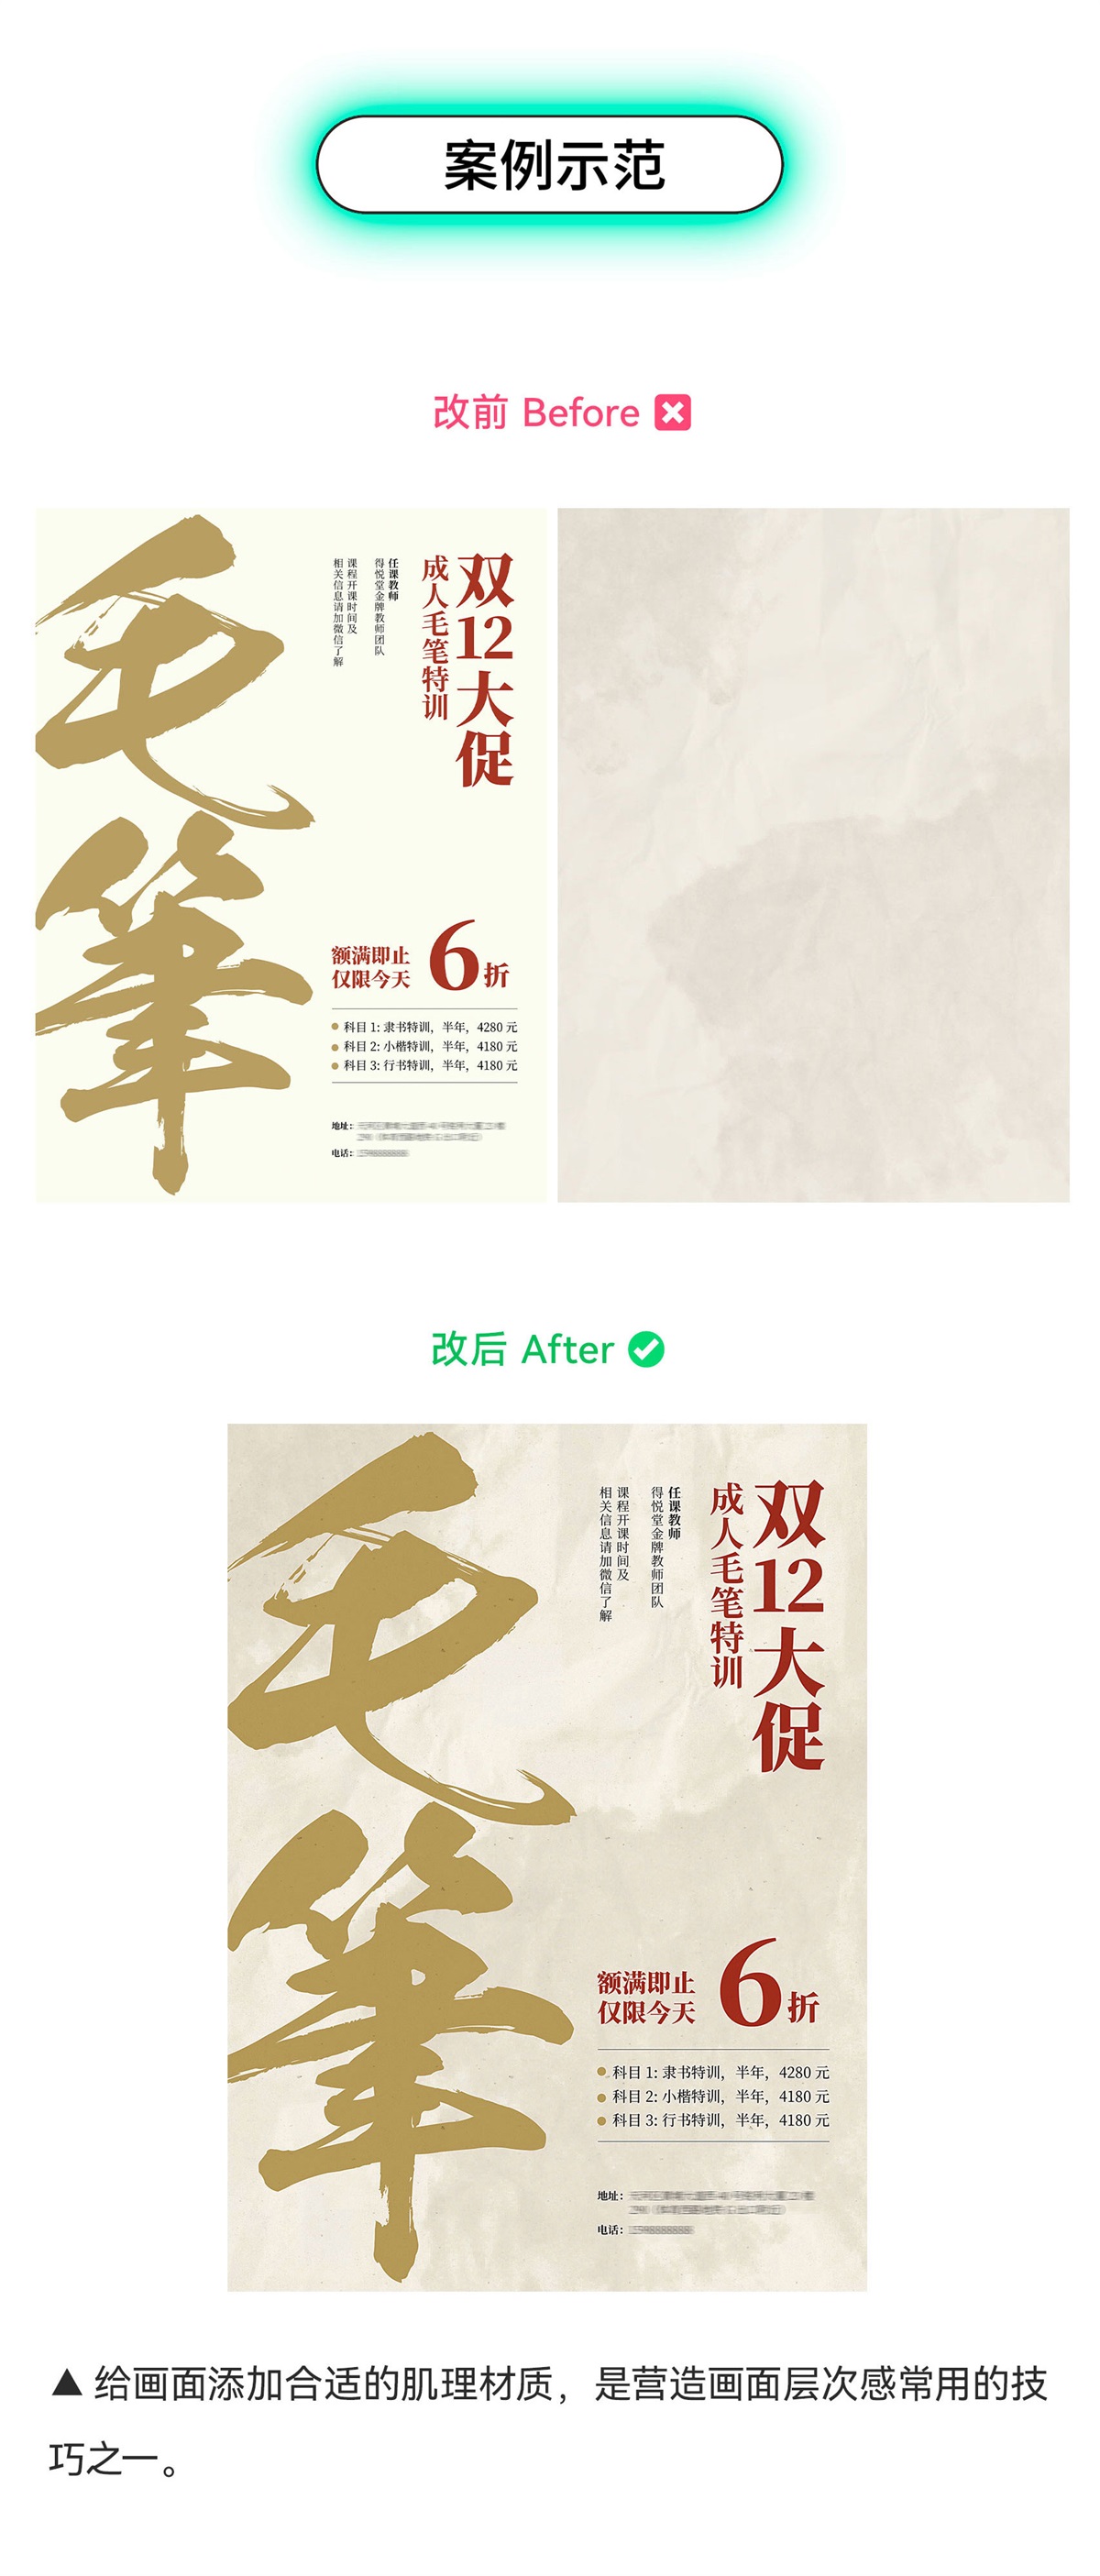 案例示范
改前 Before
毛筆
双12大促
成人毛笔特训
任课教师
得悦堂金牌教师团队
课程开课时间及
相关信息请加微信了解
额满即止
仅限今天
6折
科目 1: 隶书特训，半年，4280 元
科目 2: 小楷特训，半年，4180 元
科目 3: 行书特训，半年，4180 元
地址：
电话：
改后 After
毛筆
双12大促
成人毛笔特训
任课教师
得悦堂金牌教师团队
课程开课时间及
相关信息请加微信了解
额满即止
仅限今天
6折
科目 1: 隶书特训，半年，4280 元
科目 2: 小楷特训，半年，4180 元
科目 3: 行书特训，半年，4180 元
地址：
电话：
▲ 给画面添加合适的肌理材质，是营造画面层次感常用的技
巧之一。